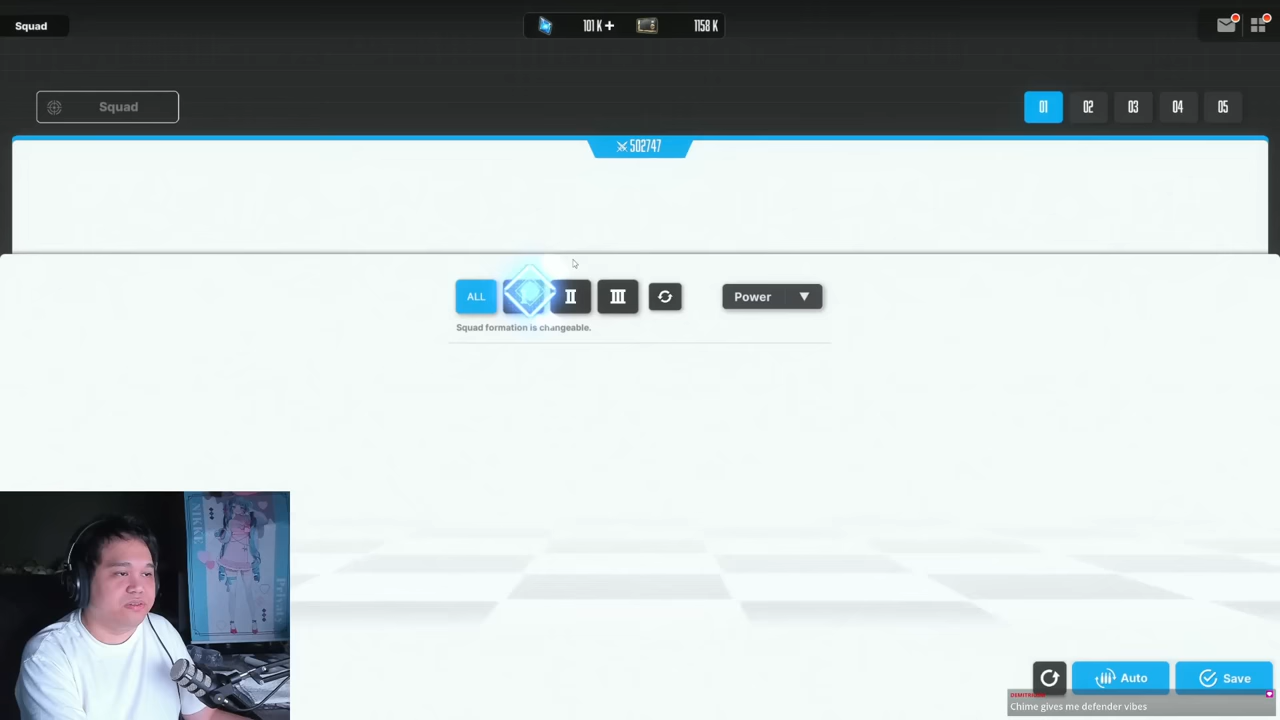 Squad
101 K +
1158 K
Squad
01
02
03
04
05
502747
ALL
II
III
Power
Squad formation is changeable.
NIKKE
Auto
Save
Chime gives me defender vibes